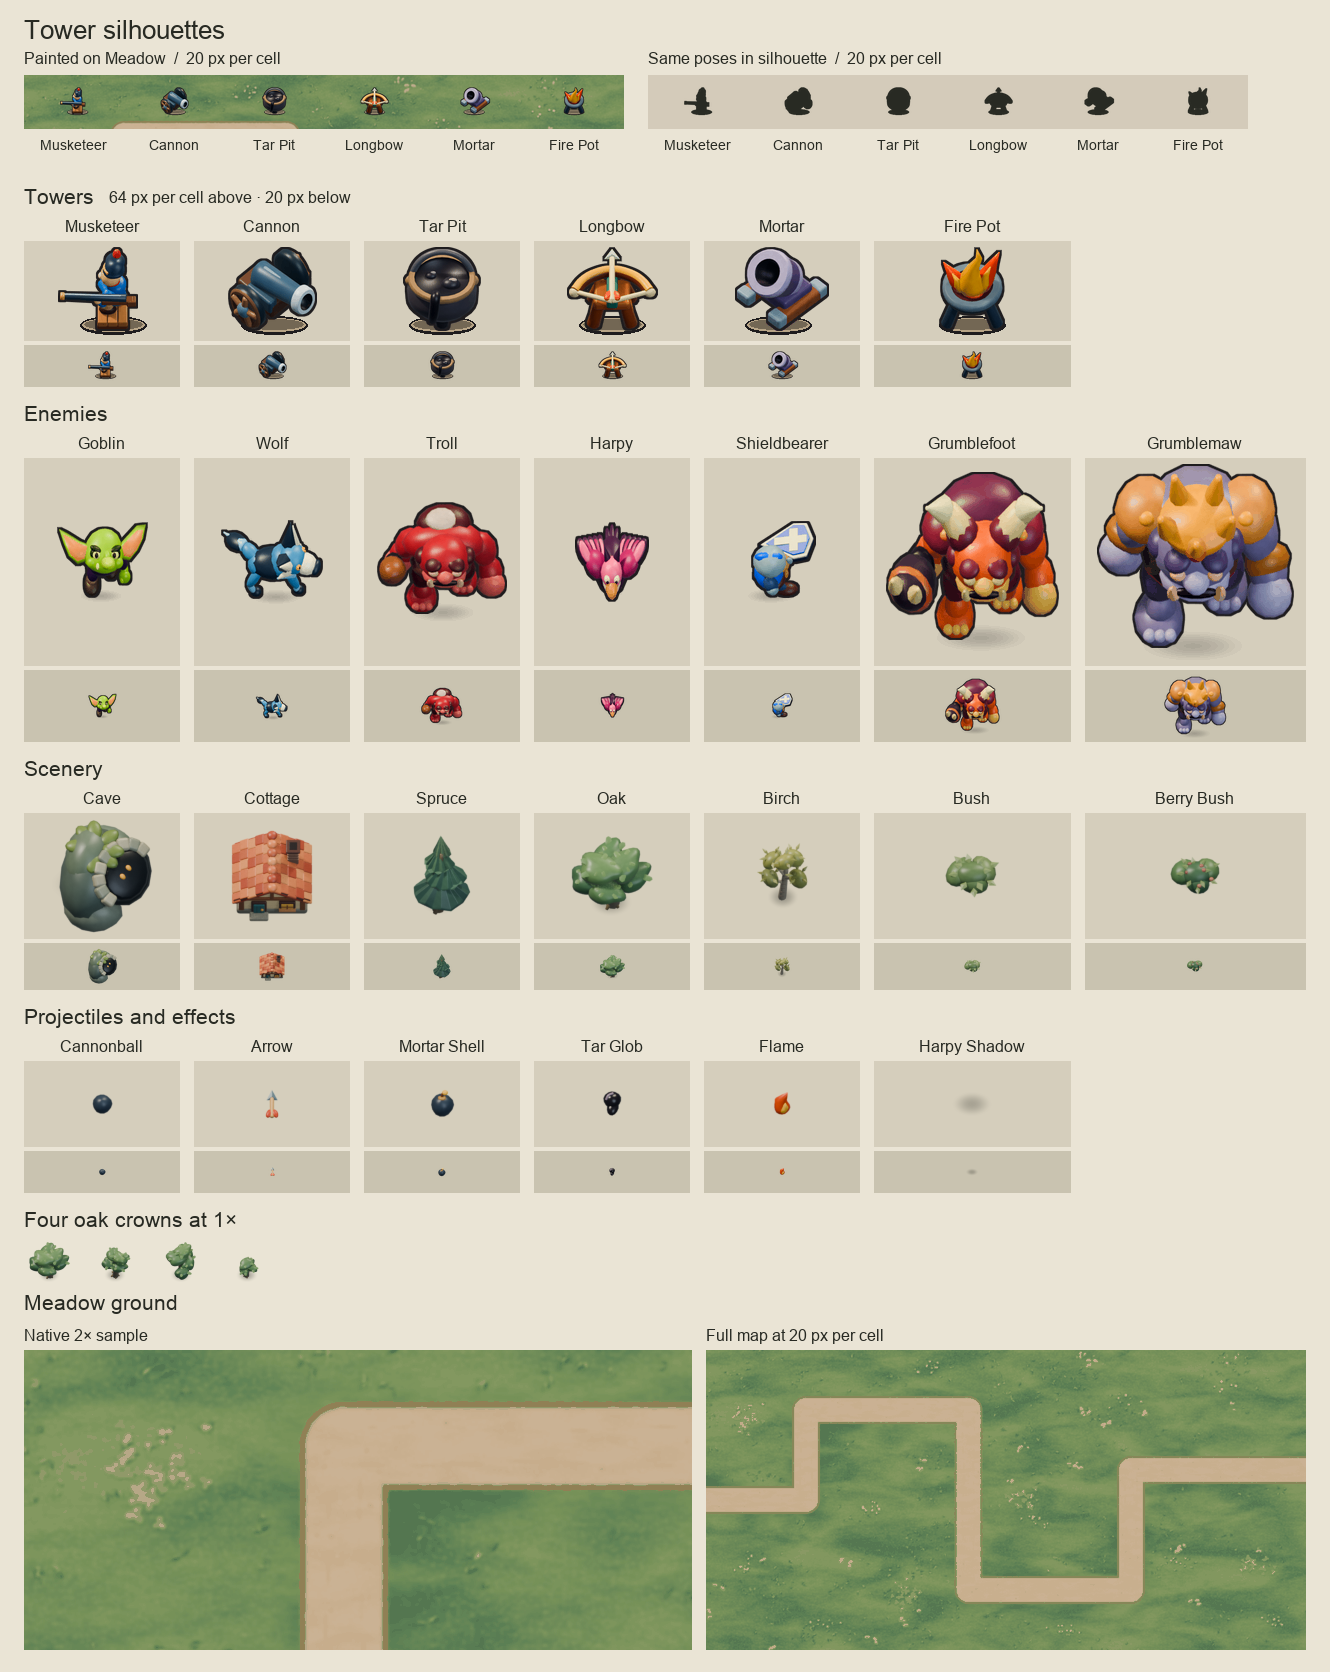 Tower silhouettes
Painted on Meadow / 20 px per cell
Same poses in silhouette / 20 px per cell
Musketeer Cannon Tar Pit Longbow Mortar Fire Pot
Musketeer Cannon Tar Pit Longbow Mortar Fire Pot
Towers 64 px per cell above · 20 px below
Musketeer Cannon Tar Pit Longbow Mortar Fire Pot
Enemies
Goblin Wolf Troll Harpy Shieldbearer Grumblefoot Grumblemaw
Scenery
Cave Cottage Spruce Oak Birch Bush Berry Bush
Projectiles and effects
Cannonball Arrow Mortar Shell Tar Glob Flame Harpy Shadow
Four oak crowns at 1×
Meadow ground
Native 2× sample
Full map at 20 px per cell